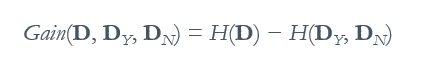 Gain(D, D_Y, D_N) = H(D) − H(D_Y, D_N)